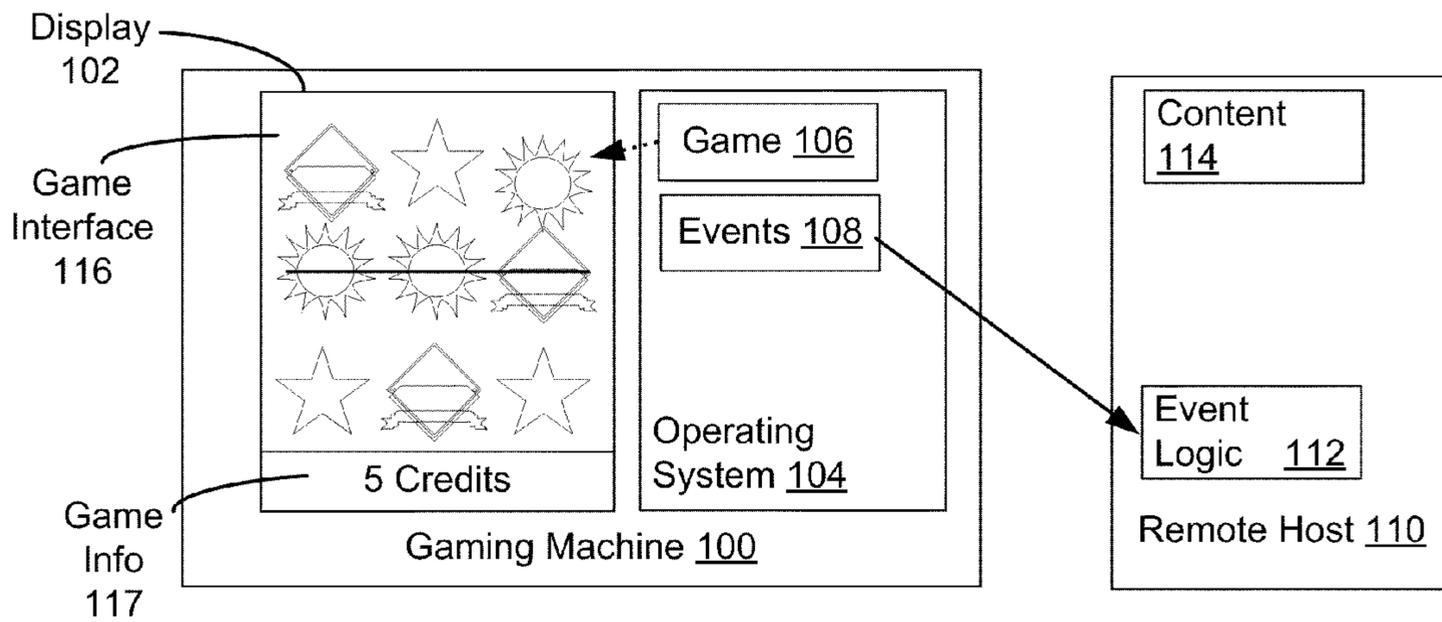 Display
102
Game
Interface
116
Game
Info
117
5 Credits
Game 106
Events 108
Operating
System 104
Gaming Machine 100
Content
114
Event
Logic 112
Remote Host 110